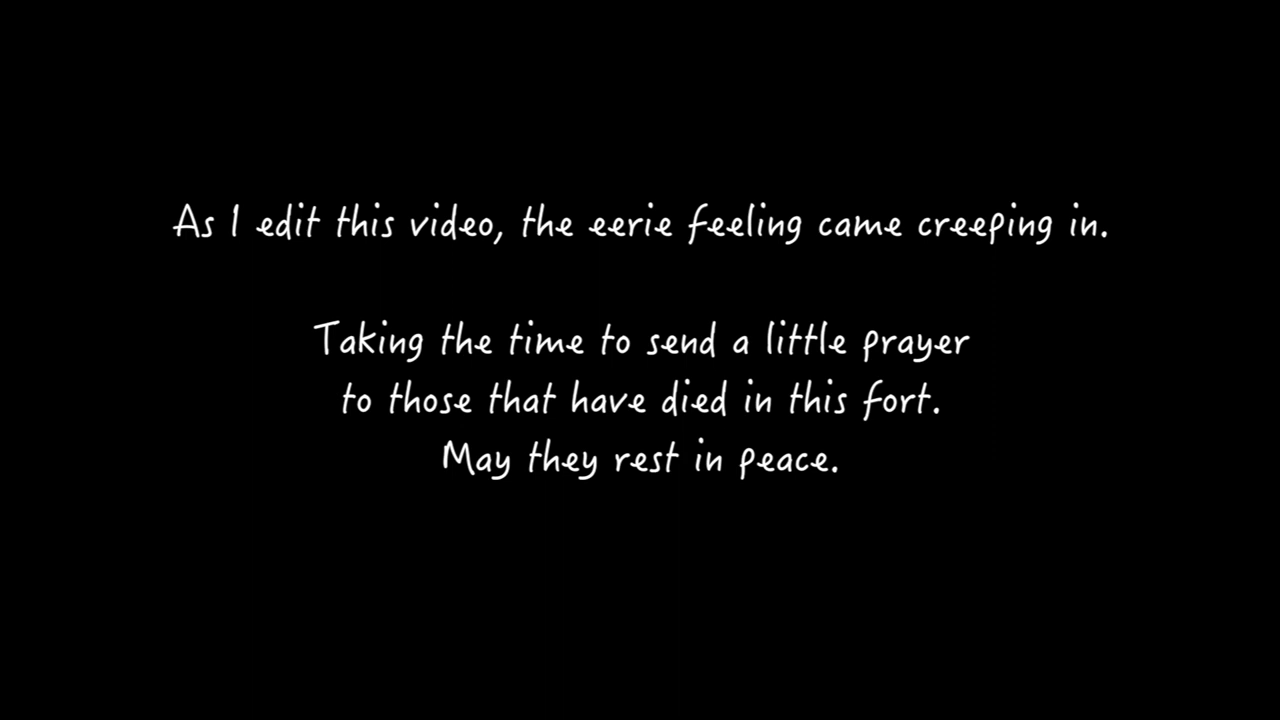 As I edit this video, the eerie feeling came creeping in.
Taking the time to send a little prayer
to those that have died in this fort.
May they rest in peace.